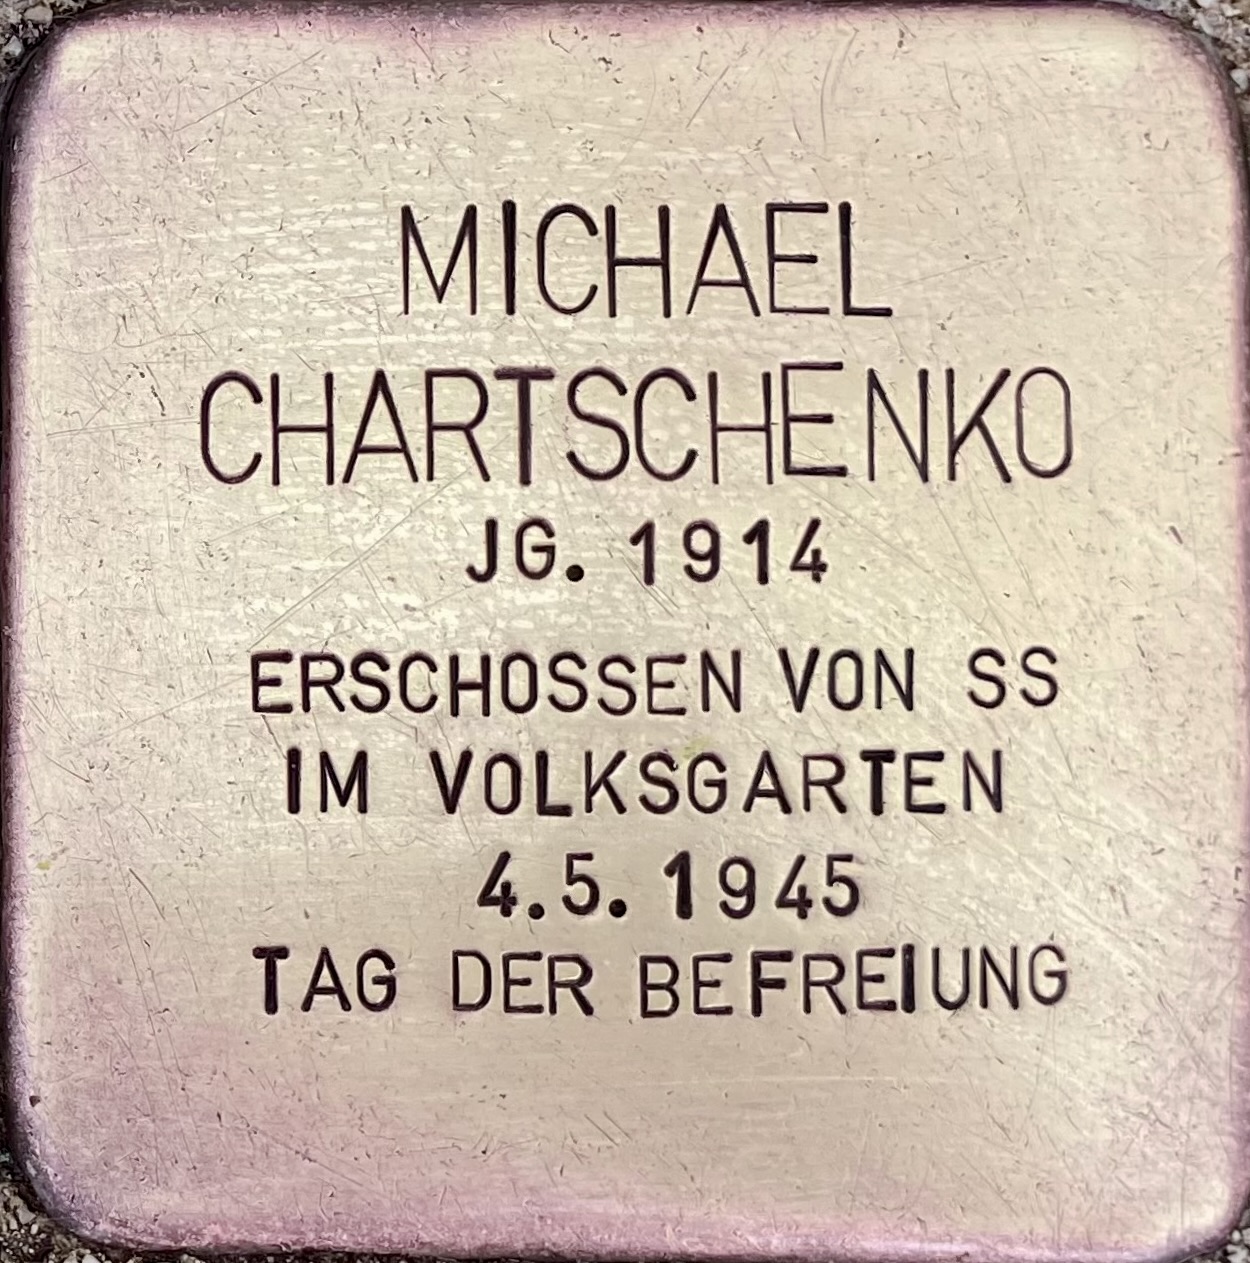 MICHAEL
CHARTSCHENKO
JG. 1914
ERSCHOSSEN VON SS
IM VOLKSGARTEN
4.5.1945
TAG DER BEFREIUNG